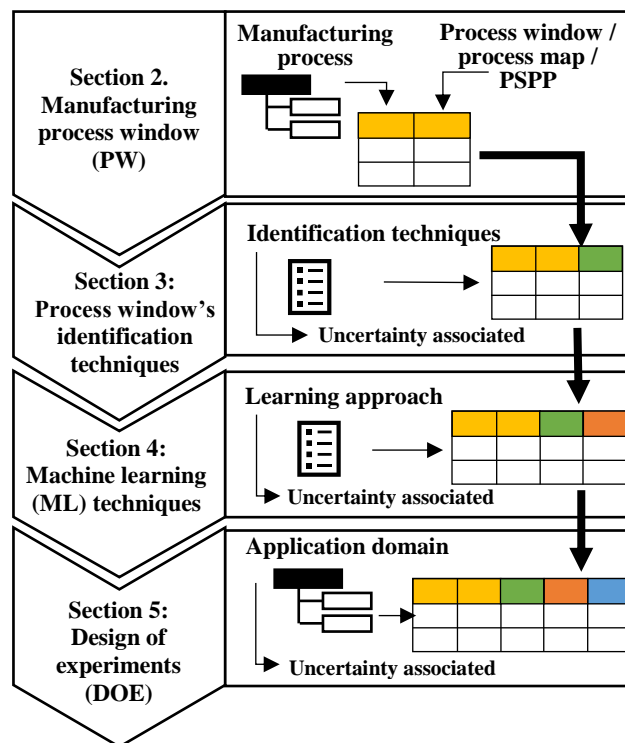 Section 2.
Manufacturing
process window
(PW)
Manufacturing
process
Process window /
process map /
PSPP
Section 3:
Process window's
identification
techniques
Identification techniques
Uncertainty associated
Section 4:
Machine learning
(ML) techniques
Learning approach
Uncertainty associated
Section 5:
Design of
experiments
(DOE)
Application domain
Uncertainty associated